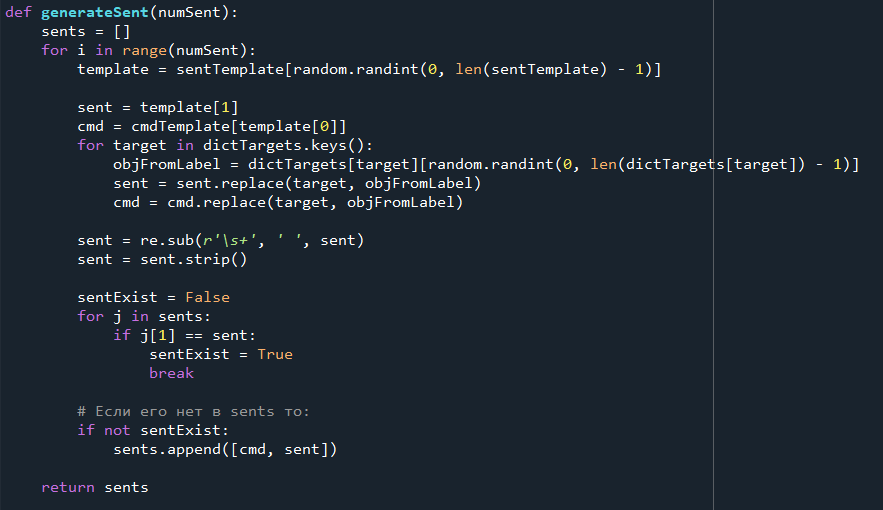 def generateSent(numSent):
    sents = []
    for i in range(numSent):
        template = sentTemplate[random.randint(0, len(sentTemplate) - 1)]

        sent = template[1]
        cmd = cmdTemplate[template[0]]
        for target in dictTargets.keys():
            objFromLabel = dictTargets[target][random.randint(0, len(dictTargets[target]) - 1)]
            sent = sent.replace(target, objFromLabel)
            cmd = cmd.replace(target, objFromLabel)

        sent = re.sub(r'\s+', ' ', sent)
        sent = sent.strip()

        sentExist = False
        for j in sents:
            if j[1] == sent:
                sentExist = True
                break

        # Если его нет в sents то:
        if not sentExist:
            sents.append([cmd, sent])

    return sents